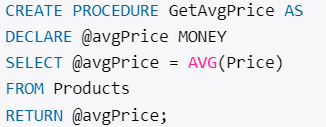 CREATE PROCEDURE GetAvgPrice AS
DECLARE @avgPrice MONEY
SELECT @avgPrice = AVG(Price)
FROM Products
RETURN @avgPrice;